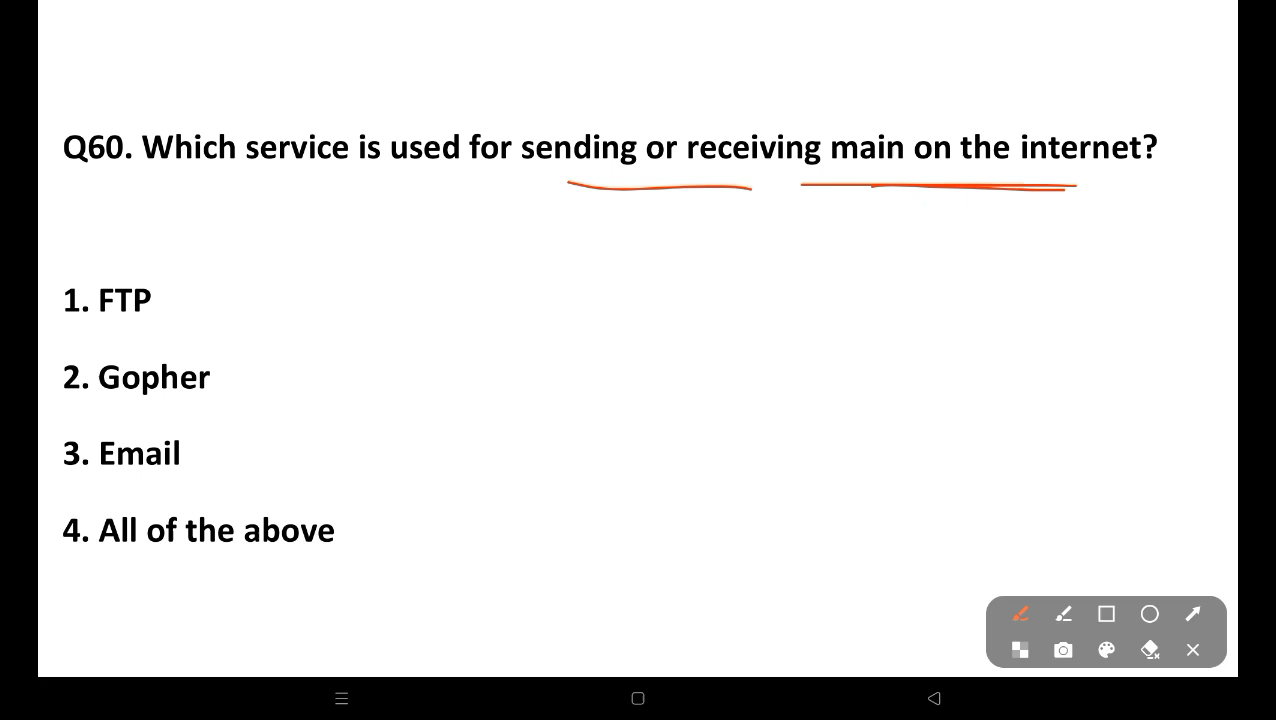 Q60. Which service is used for sending or receiving main on the internet?
1. FTP
2. Gopher
3. Email
4. All of the above